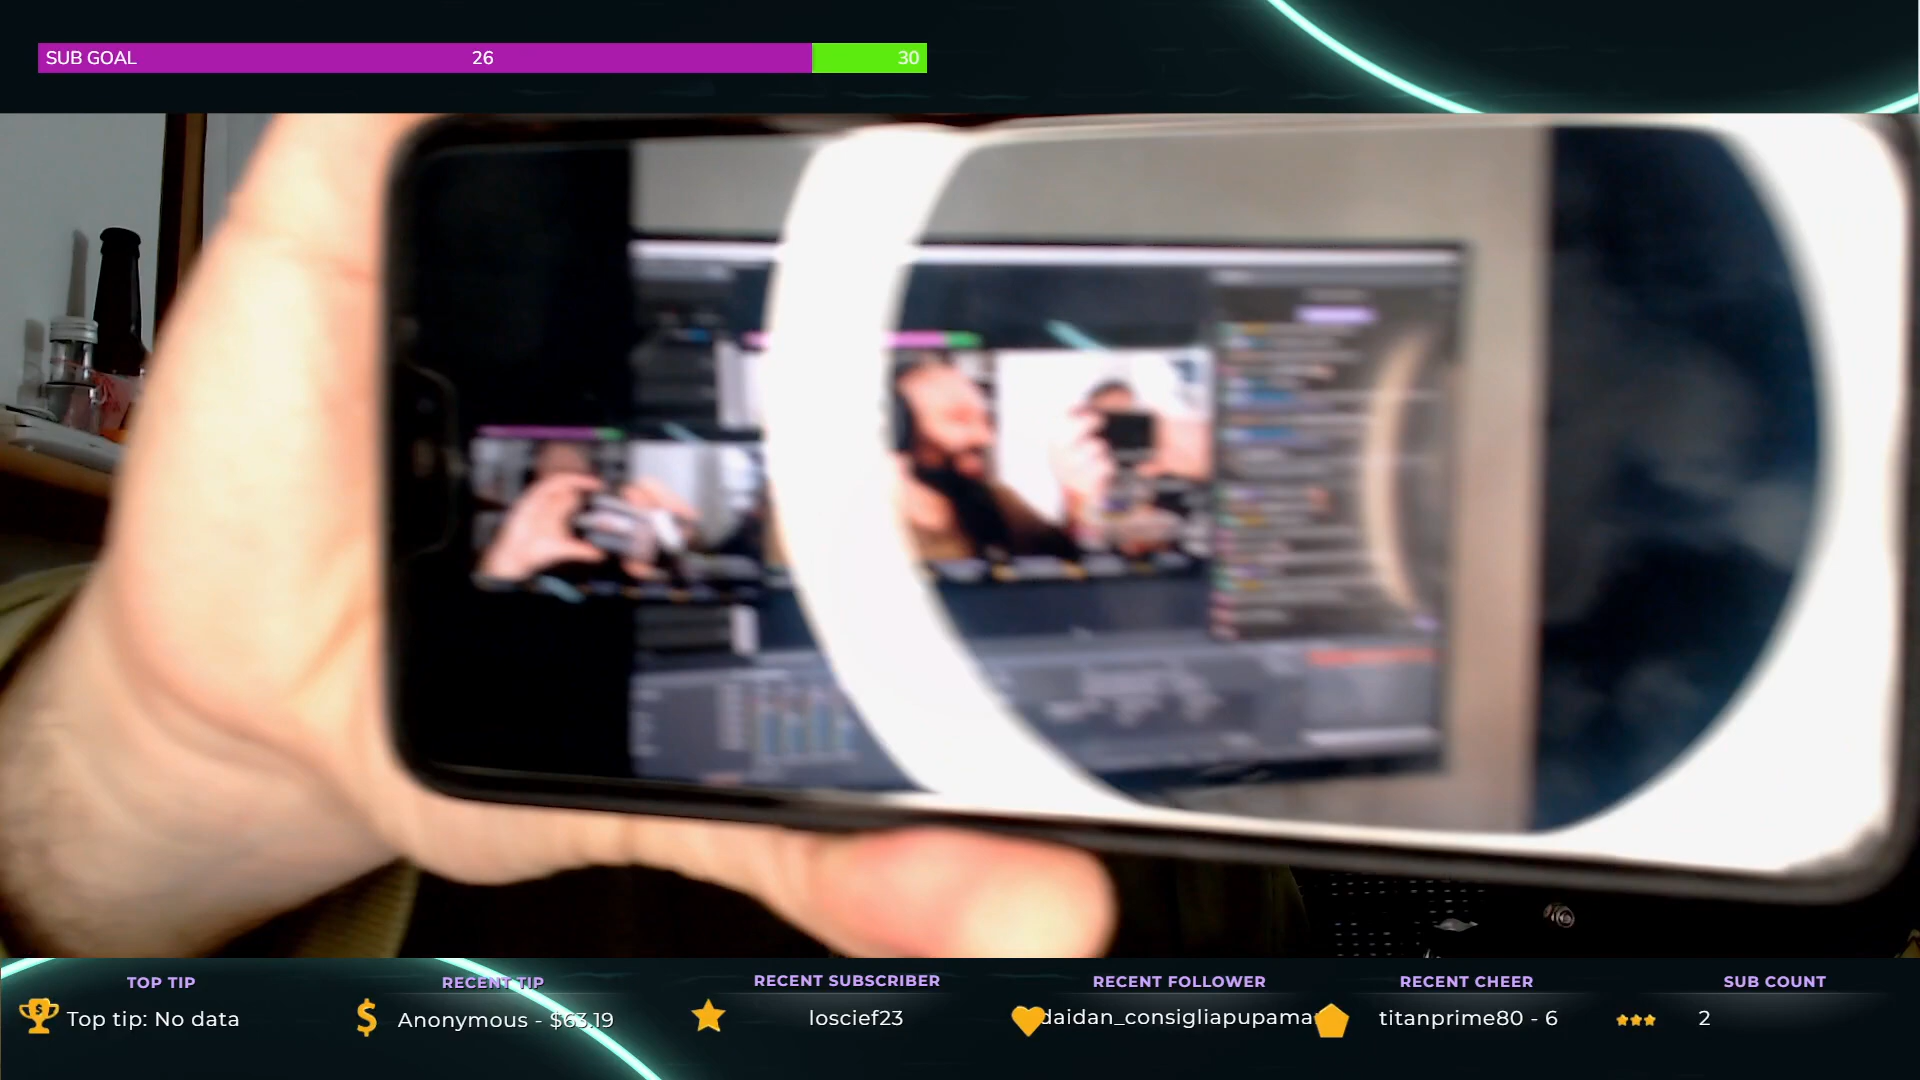 SUB GOAL 26 30
TOP TIP
Top tip: No data
RECENT TIP
Anonymous - $63.19
RECENT SUBSCRIBER
loscief23
RECENT FOLLOWER
daidan_consigliapupama
RECENT CHEER
titanprime80 - 6
SUB COUNT
2